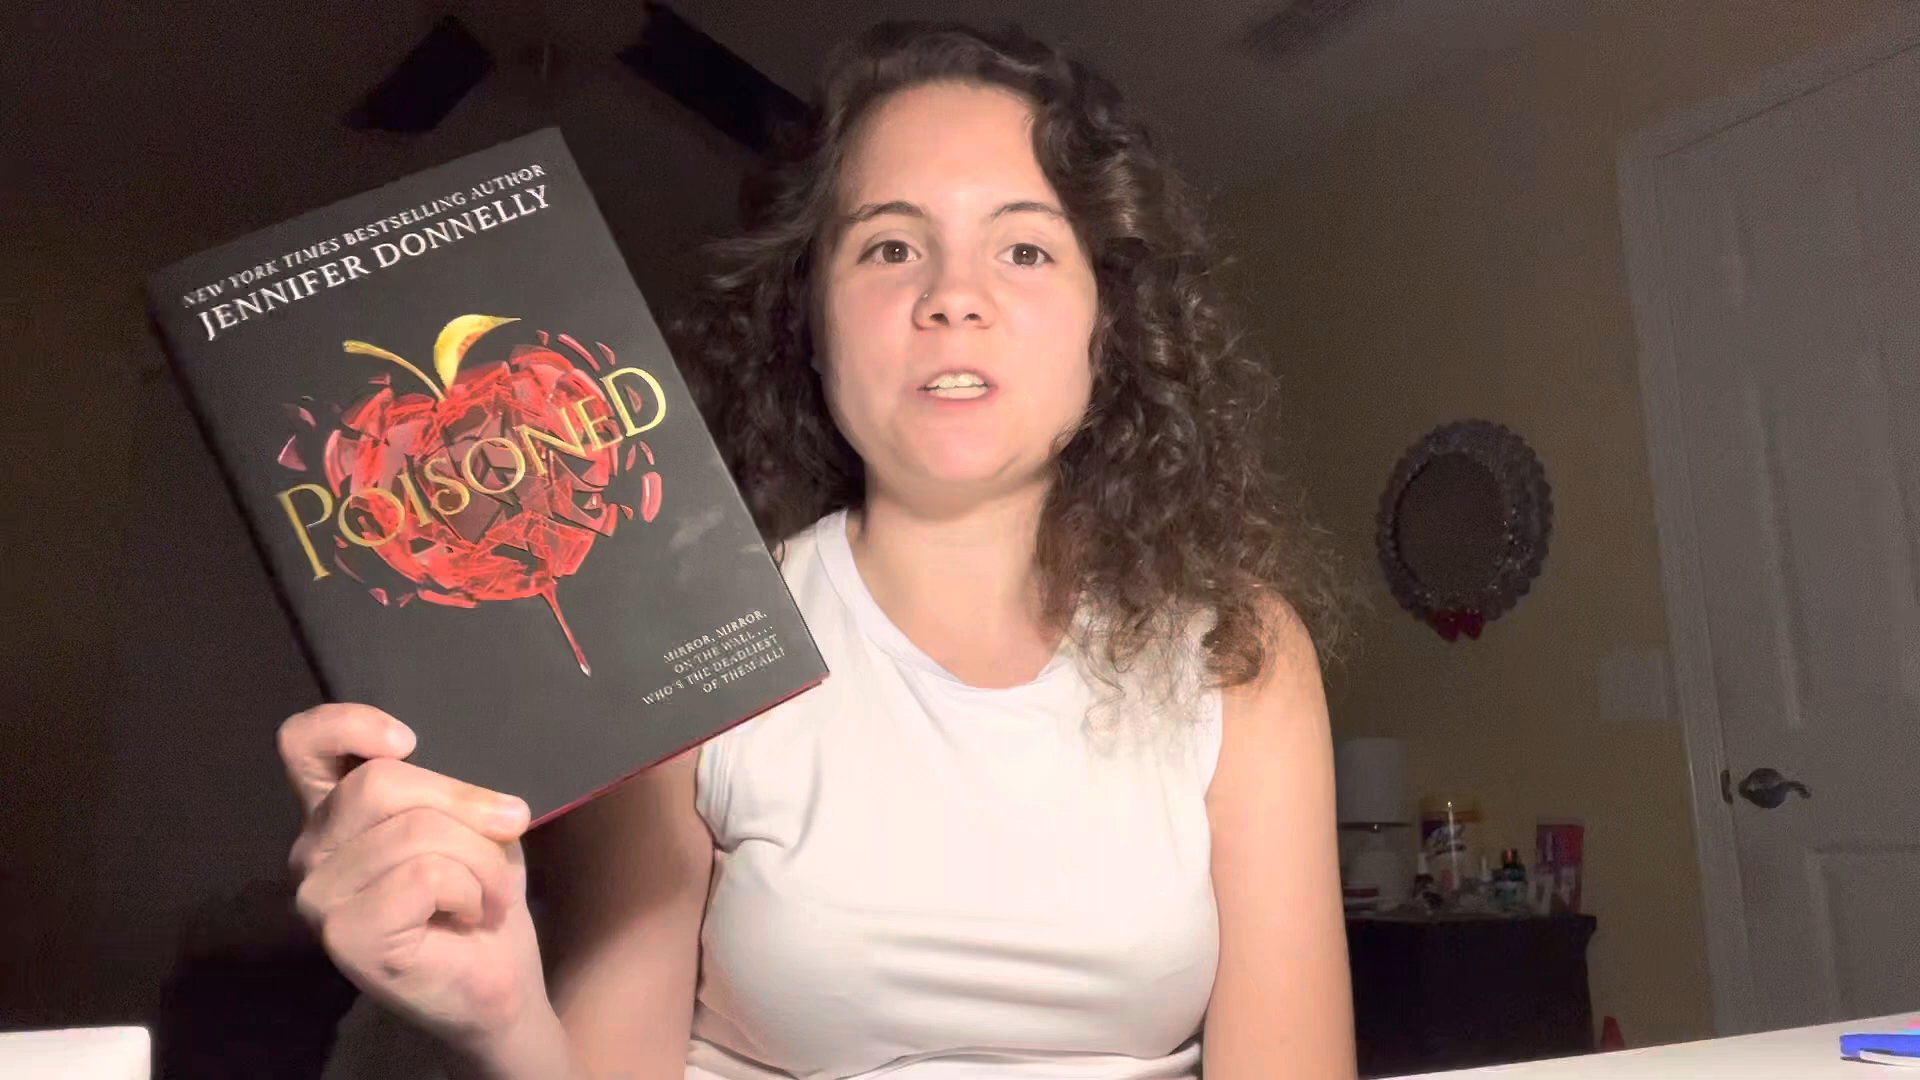 NEW YORK TIMES BESTSELLING AUTHOR
JENNIFER DONNELLY
POISONED
MIRROR, MIRROR,
ON THE WALL...
WHO'S THE DEADLIEST
OF THEM ALL?